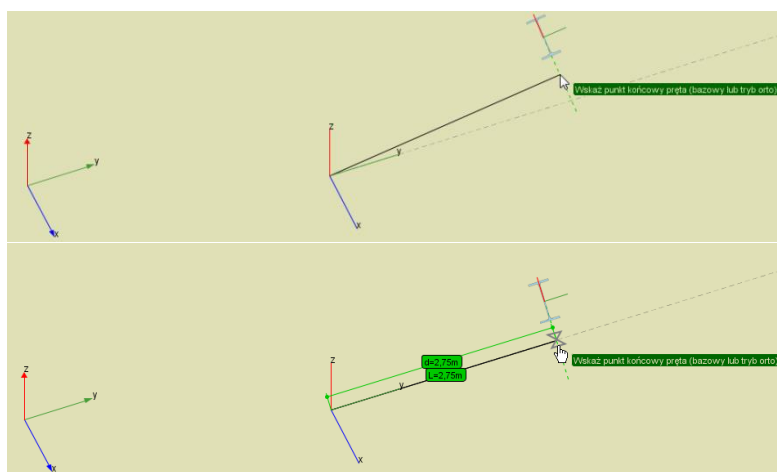 z
y
x
z
y
x
Wskaż punkt końcowy pręta (bazowy lub tryb orto)
z
y
x
z
y
x
d=2,75m
L=2,75m
Wskaż punkt końcowy pręta (bazowy lub tryb orto)